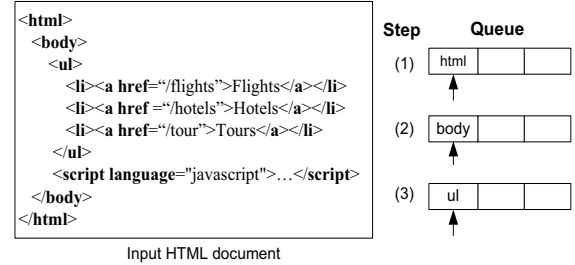 <html>
<body>
<ul>
<li><a href=“/flights”>Flights</a></li>
<li><a href =“/hotels”>Hotels</a></li>
<li><a href=“/tour”>Tours</a></li>
</ul>
<script language="javascript">…</script>
</body>
</html>
Input HTML document
Step Queue
(1) html
(2) body
(3) ul